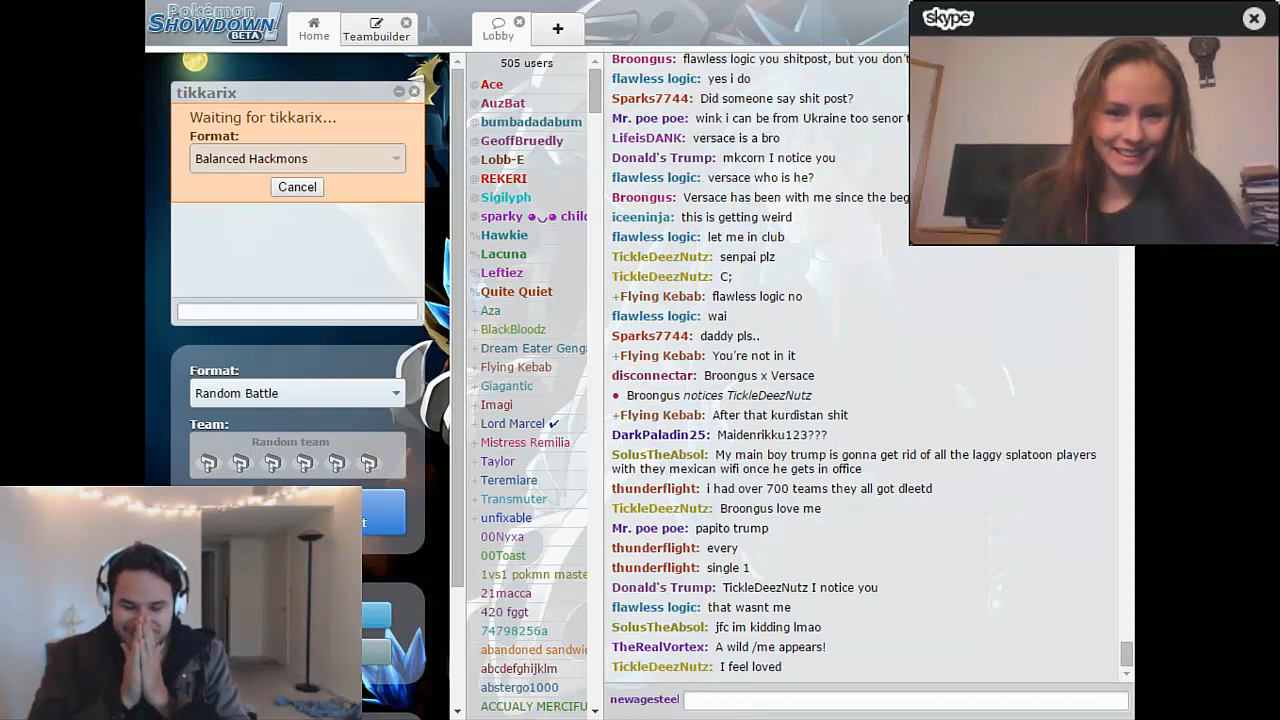 Pokémon
SHOWDOWN!
BETA
Home
Teambuilder
Lobby
+
skype
tikkarix
Waiting for tikkarix...
Format:
Balanced Hackmons
Cancel
Format:
Random Battle
Team:
Random team
t
505 users
@Ace
@AuzBat
@bumbadadabum
@GeoffBruedly
@Lobb-E
@REKERI
@Sigilyph
@sparky ◕◡◕ child
%Hawkie
%Lacuna
%Leftiez
%Quite Quiet
+Aza
+BlackBloodz
+Dream Eater Genga
+Flying Kebab
+Giagantic
+Imagi
+Lord Marcel ✔
+Mistress Remilia
+Taylor
+Teremiare
+Transmuter
+unfixable
00Nyxa
00Toast
1vs1 pokmn maste
21macca
420 fggt
74798256a
abandoned sandwic
abcdefghijklm
abstergo1000
ACCUALY MERCIFU
Broongus: flawless logic you shitpost, but you don't
flawless logic: yes i do
Sparks7744: Did someone say shit post?
Mr. poe poe: wink i can be from Ukraine too senor
LifeisDANK: versace is a bro
Donald's Trump: mkcorn I notice you
flawless logic: versace who is he?
Broongus: Versace has been with me since the beg
iceeninja: this is getting weird
flawless logic: let me in club
TickleDeezNutz: senpai plz
TickleDeezNutz: C;
+Flying Kebab: flawless logic no
flawless logic: wai
Sparks7744: daddy pls..
+Flying Kebab: You're not in it
disconnectar: Broongus x Versace
• Broongus notices TickleDeezNutz
+Flying Kebab: After that kurdistan shit
DarkPaladin25: Maidenrikku123???
SolusTheAbsol: My main boy trump is gonna get rid of all the laggy splatoon players
with they mexican wifi once he gets in office
thunderflight: i had over 700 teams they all got dleetd
TickleDeezNutz: Broongus love me
Mr. poe poe: papito trump
thunderflight: every
thunderflight: single 1
Donald's Trump: TickleDeezNutz I notice you
flawless logic: that wasnt me
SolusTheAbsol: jfc im kidding lmao
TheRealVortex: A wild /me appears!
TickleDeezNutz: I feel loved
newagesteel